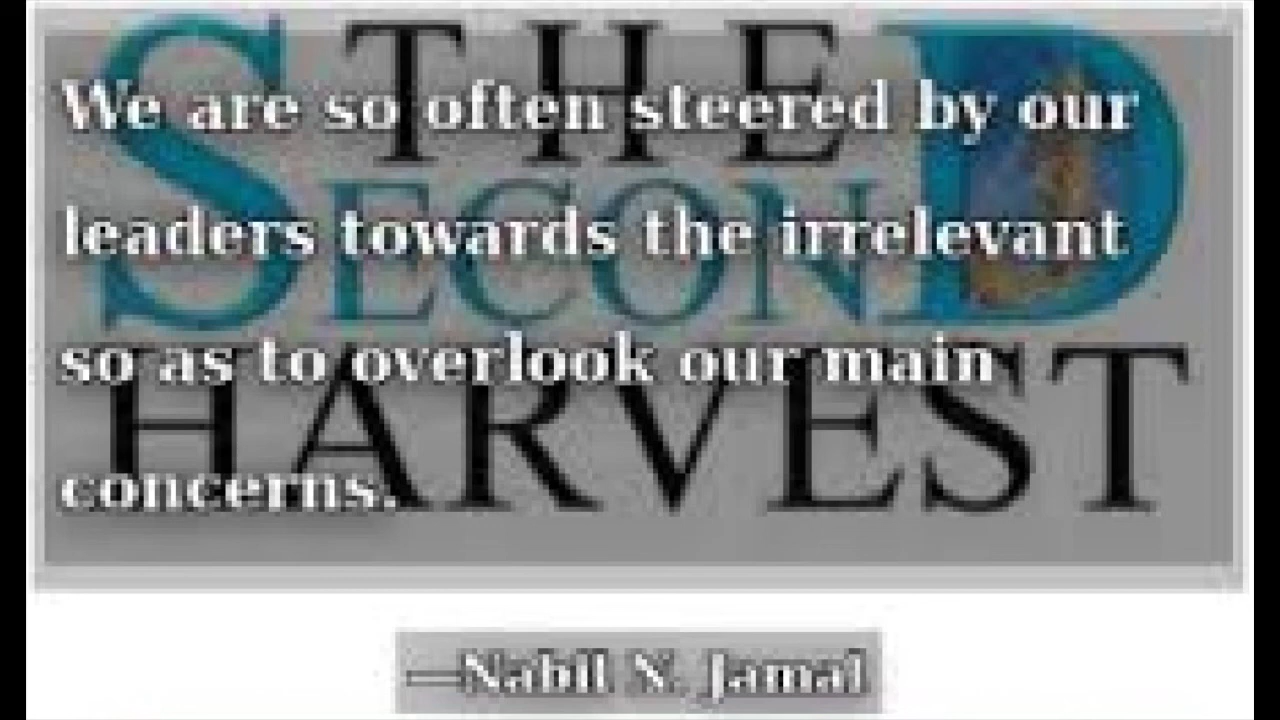 THE
SECOND
HARVEST
We are so often steered by our
leaders towards the irrelevant
so as to overlook our main
concerns.
—Nabil N. Jamal